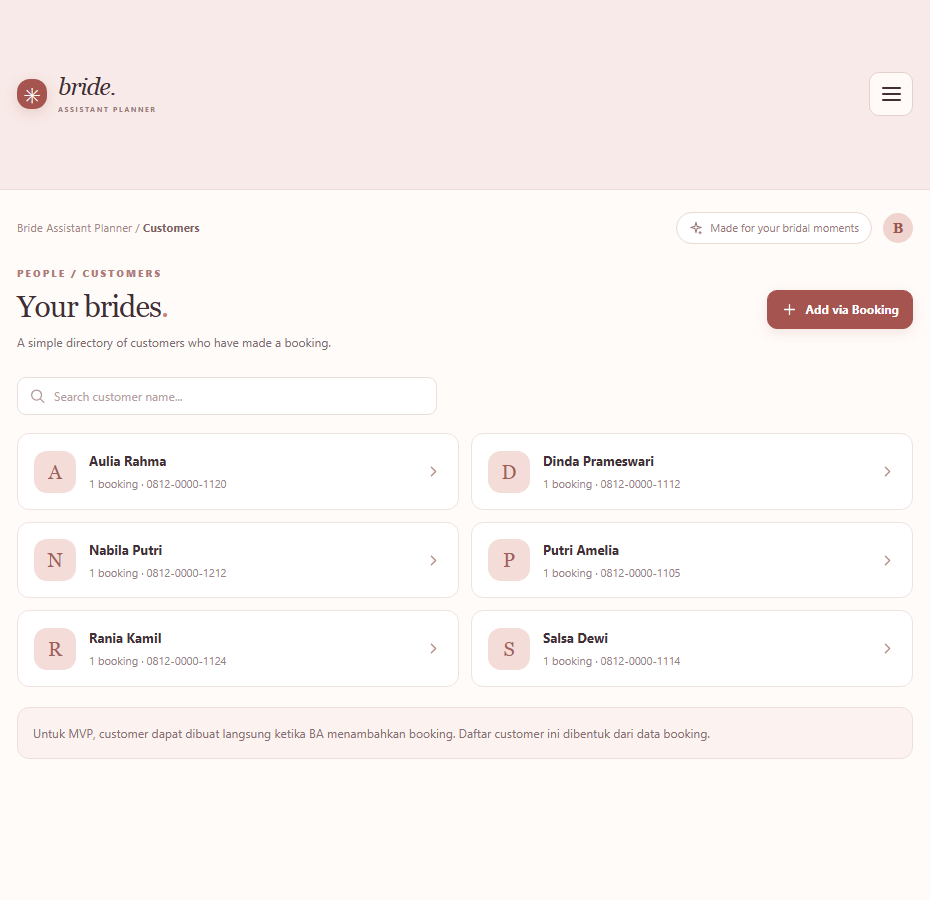 bride.
ASSISTANT PLANNER
Bride Assistant Planner / Customers
Made for your bridal moments
B
PEOPLE / CUSTOMERS
Your brides.
Add via Booking
A simple directory of customers who have made a booking.
Search customer name...
A
Aulia Rahma
1 booking · 0812-0000-1120
D
Dinda Prameswari
1 booking · 0812-0000-1112
N
Nabila Putri
1 booking · 0812-0000-1212
P
Putri Amelia
1 booking · 0812-0000-1105
R
Rania Kamil
1 booking · 0812-0000-1124
S
Salsa Dewi
1 booking · 0812-0000-1114
Untuk MVP, customer dapat dibuat langsung ketika BA menambahkan booking. Daftar customer ini dibentuk dari data booking.